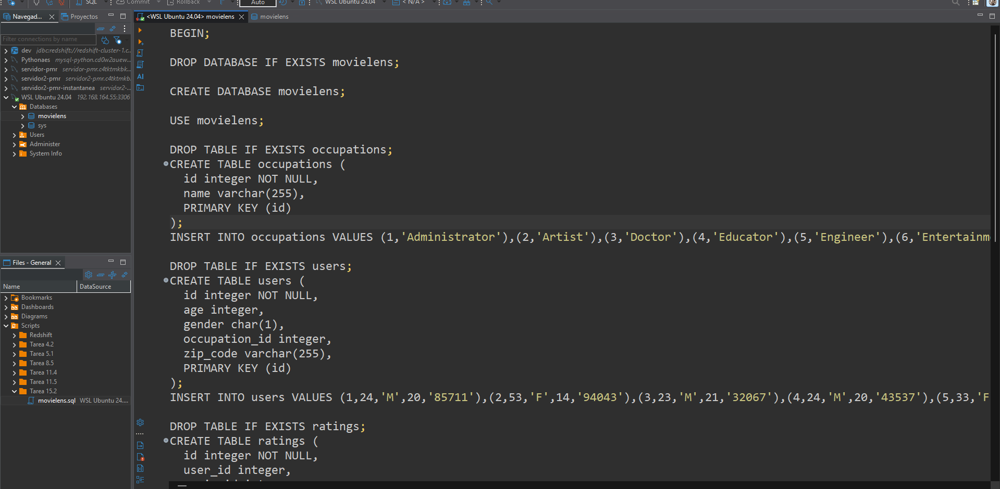 SQL
Commit
Rollback
Auto
WSL Ubuntu 24.04
< N/A >
Navegad...
Proyectos
<WSL Ubuntu 24.04> movielens
movielens
Filter connections by name
dev jdbc:redshift://redshift-cluster-1.c...
Pythonaes mysql-python.cd0w2auew...
servidor-pmr servidor-pmr.c4tktmkbk...
servidor2-pmr servidor2-pmr.c4tktmkb...
servidor2-pmr-instantanea servidor2-...
WSL Ubuntu 24.04 192.168.164.55:3306
Databases
movielens
sys
Users
Administer
System Info
Files - General
Name DataSource
Bookmarks
Dashboards
Diagrams
Scripts
Redshift
Tarea 4.2
Tarea 5.1
Tarea 8.5
Tarea 11.4
Tarea 11.5
Tarea 15.2
movielens.sql WSL Ubuntu 24....
AI
BEGIN;
DROP DATABASE IF EXISTS movielens;
CREATE DATABASE movielens;
USE movielens;
DROP TABLE IF EXISTS occupations;
CREATE TABLE occupations (
id integer NOT NULL,
name varchar(255),
PRIMARY KEY (id)
);
INSERT INTO occupations VALUES (1,'Administrator'),(2,'Artist'),(3,'Doctor'),(4,'Educator'),(5,'Engineer'),(6,'Entertainm
DROP TABLE IF EXISTS users;
CREATE TABLE users (
id integer NOT NULL,
age integer,
gender char(1),
occupation_id integer,
zip_code varchar(255),
PRIMARY KEY (id)
);
INSERT INTO users VALUES (1,24,'M',20,'85711'),(2,53,'F',14,'94043'),(3,23,'M',21,'32067'),(4,24,'M',20,'43537'),(5,33,'F
DROP TABLE IF EXISTS ratings;
CREATE TABLE ratings (
id integer NOT NULL,
user_id integer,